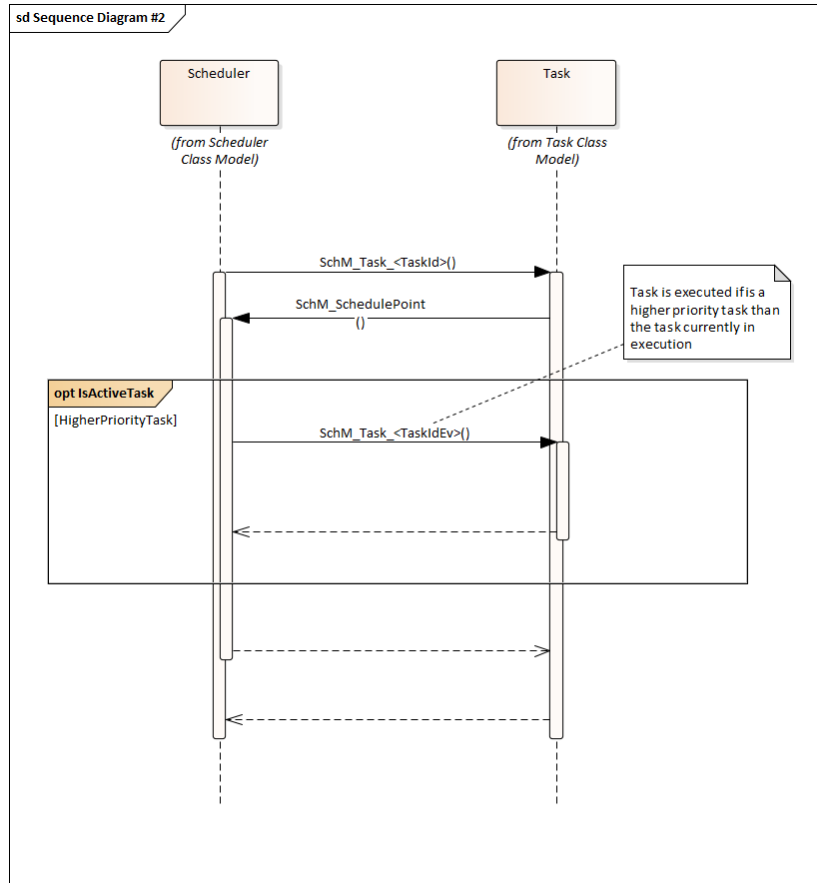 sd Sequence Diagram #2
Scheduler
Task
(from Scheduler
Class Model)
(from Task Class
Model)
SchM_Task_<TaskId>()
SchM_SchedulePoint
()
Task is executed if is a
higher priority task than
the task currently in
execution
opt IsActiveTask
[HigherPriorityTask]
SchM_Task_<TaskIdEv>()